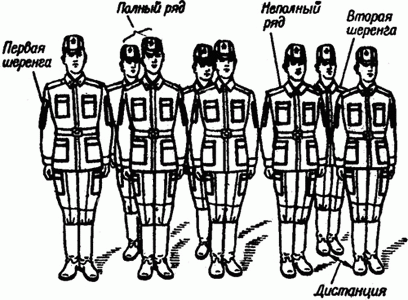 Полный ряд
Неполный
ряд
Вторая
шеренга
Первая
шеренга
Дистанция